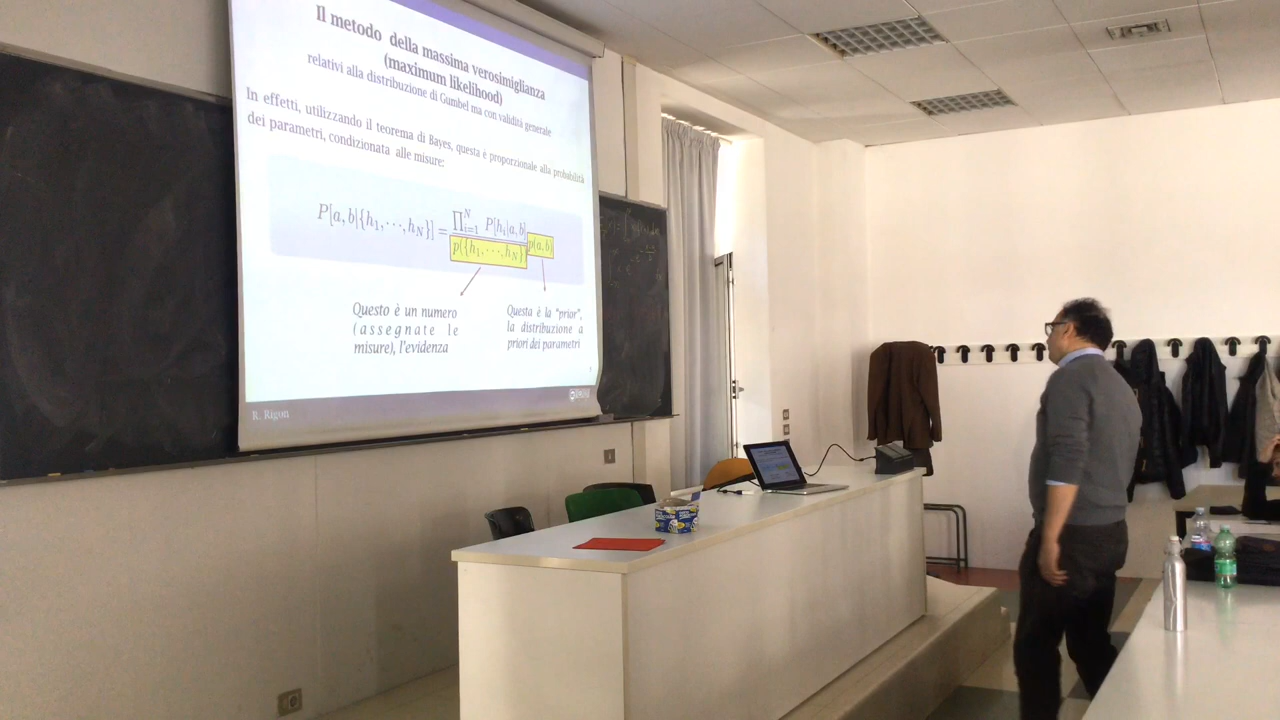 Il metodo della massima verosimiglianza
(maximum likelihood)
relativi alla distribuzione di Gumbel ma con validità generale
In effetti, utilizzando il teorema di Bayes, questa è proporzionale alla probabilità
dei parametri, condizionata alle misure:
P[a, b|{h₁, ⋯, h_N}] = ∏ᵢ₌₁ᴺ P[hᵢ|a, b] / p({h₁, ⋯, h_N}) p(a, b)
Questo è un numero
(assegnate le
misure), l'evidenza
Questa è la "prior",
la distribuzione a
priori dei parametri
R. Rigon